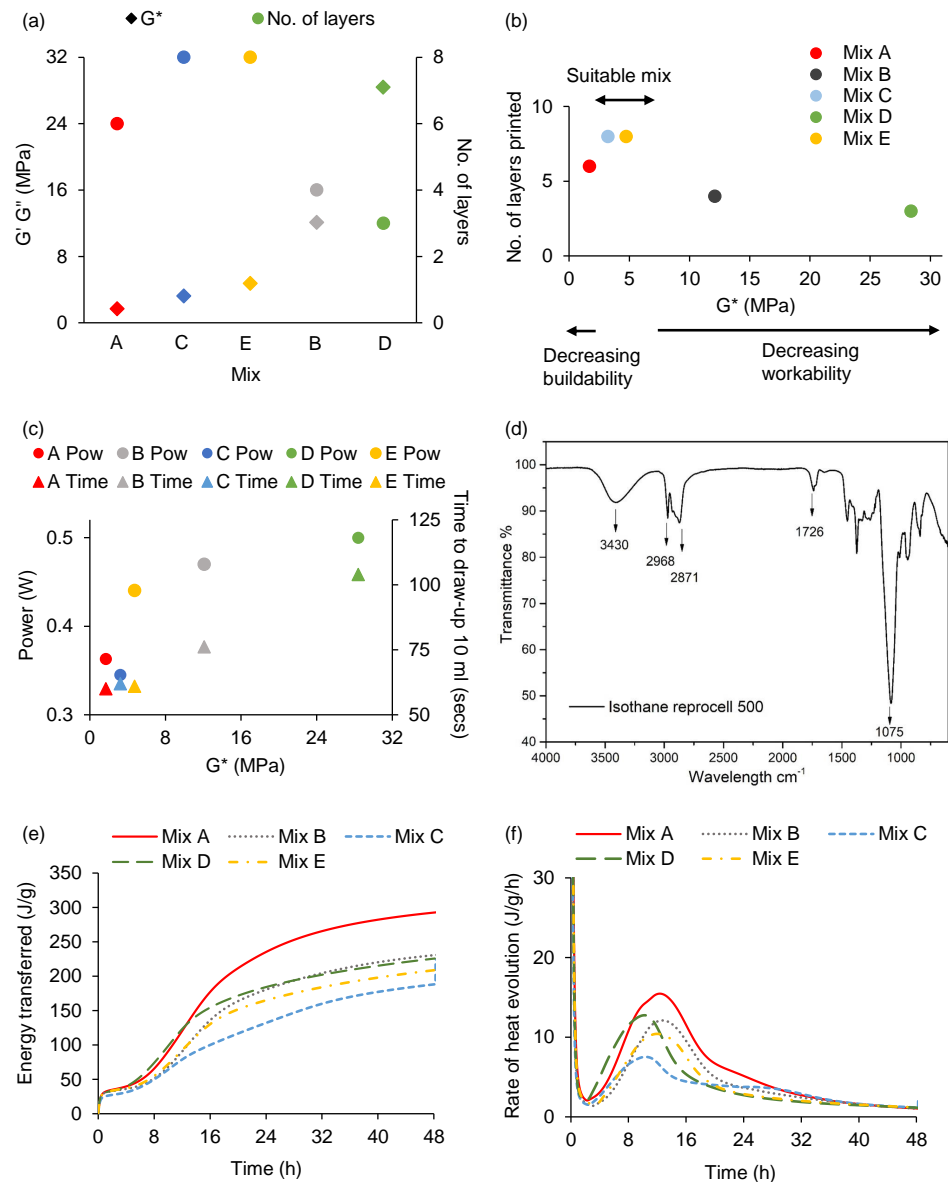 (a)
G*
No. of layers
32
24
16
8
0
8
6
4
2
0
G' G" (MPa)
No. of layers
A C E B D
Mix
(b)
Mix A
Mix B
Mix C
Mix D
Mix E
Suitable mix
10
5
0
No. of layers printed
0 5 10 15 20 25 30
G* (MPa)
Decreasing
buildability
Decreasing
workability
(c)
A Pow B Pow C Pow D Pow E Pow
A Time B Time C Time D Time E Time
0.5
0.4
0.3
125
100
75
50
Power (W)
Time to draw-up 10 ml (secs)
0 8 16 24 32
G* (MPa)
(d)
100
90
80
70
60
50
40
Transmittance %
3430
2968
2871
1726
1075
Isothane reprocell 500
4000 3500 3000 2500 2000 1500 1000
Wavelength cm⁻¹
(e)
Mix A Mix B Mix C
Mix D Mix E
350
300
250
200
150
100
50
0
Energy transferred (J/g)
0 8 16 24 32 40 48
Time (h)
(f)
Mix A Mix B Mix C
Mix D Mix E
30
20
10
0
Rate of heat evolution (J/g/h)
0 8 16 24 32 40 48
Time (h)